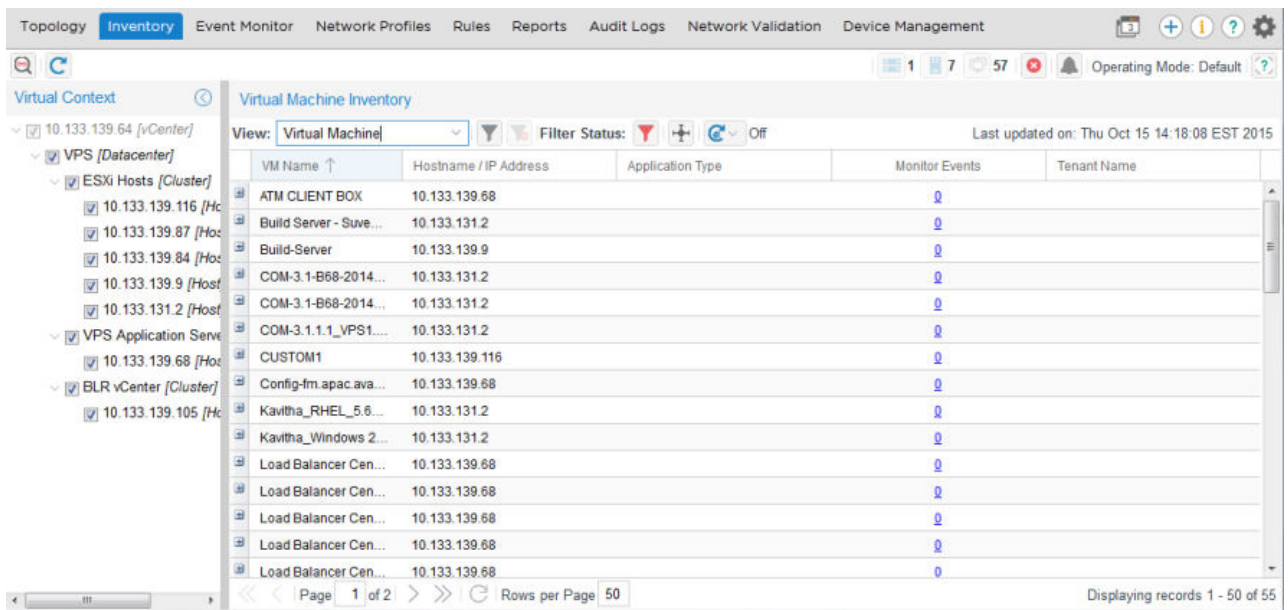 Topology Inventory Event Monitor Network Profiles Rules Reports Audit Logs Network Validation Device Management 3
1 7 57 Operating Mode: Default
Virtual Context
10.133.139.64 [vCenter]
VPS [Datacenter]
ESXi Hosts [Cluster]
10.133.139.116 [Ho
10.133.139.87 [Hos
10.133.139.84 [Hos
10.133.139.9 [Host
10.133.131.2 [Host
VPS Application Serve
10.133.139.68 [Hos
BLR vCenter [Cluster]
10.133.139.105 [Ho
Virtual Machine Inventory
View: Virtual Machine Filter Status: Off Last updated on: Thu Oct 15 14:18:08 EST 2015
VM Name ↑ Hostname / IP Address Application Type Monitor Events Tenant Name
ATM CLIENT BOX 10.133.139.68 0
Build Server - Suve... 10.133.131.2 0
Build-Server 10.133.139.9 0
COM-3.1-B68-2014... 10.133.131.2 0
COM-3.1-B68-2014... 10.133.131.2 0
COM-3.1.1.1_VPS1.... 10.133.131.2 0
CUSTOM1 10.133.139.116 0
Config-fm.apac.ava... 10.133.139.68 0
Kavitha_RHEL_5.6... 10.133.131.2 0
Kavitha_Windows 2... 10.133.131.2 0
Load Balancer Cen... 10.133.139.68 0
Load Balancer Cen... 10.133.139.68 0
Load Balancer Cen... 10.133.139.68 0
Load Balancer Cen... 10.133.139.68 0
Load Balancer Cen... 10.133.139.68 0
Page 1 of 2 Rows per Page 50 Displaying records 1 - 50 of 55